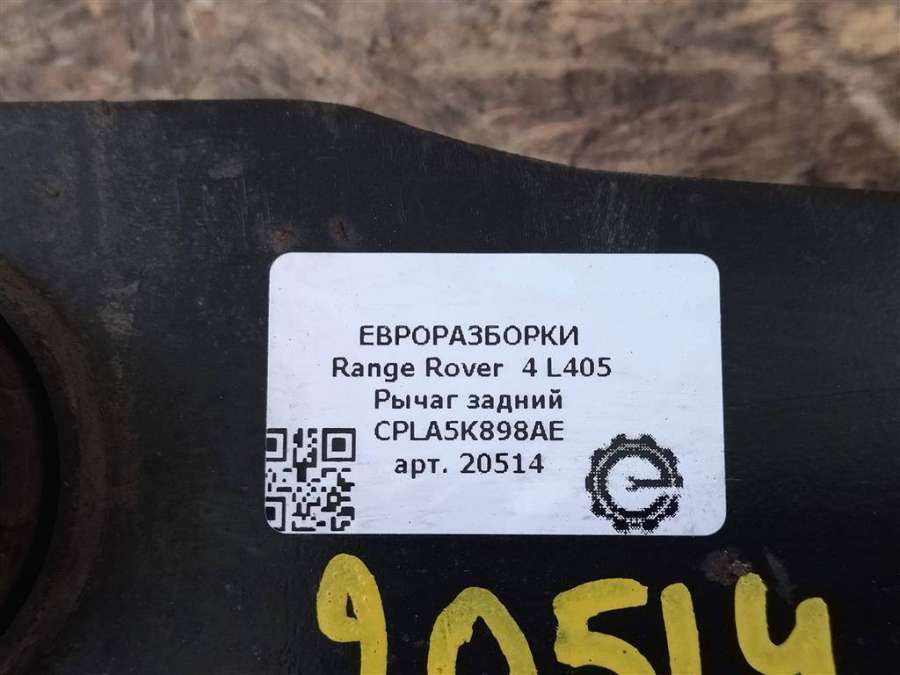 ЕВРОРАЗБОРКИ
Range Rover 4 L405
Рычаг задний
CPLA5K898AE
арт. 20514
20514